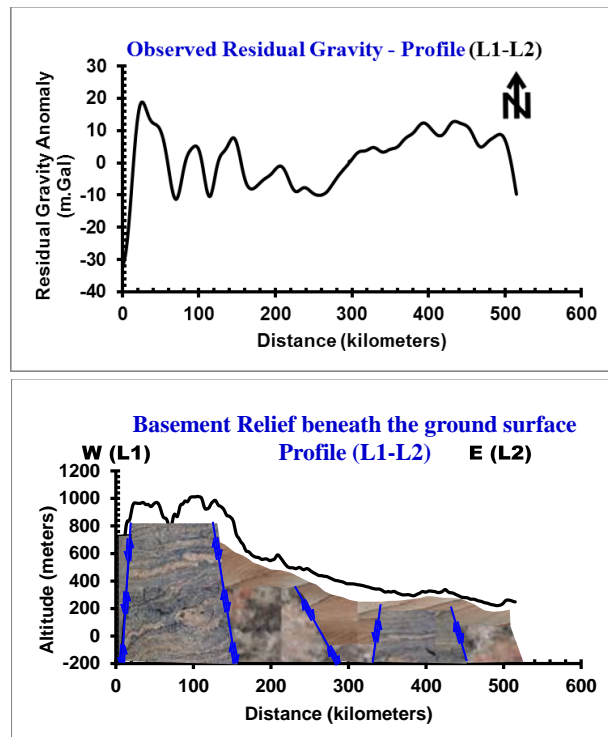 Observed Residual Gravity - Profile (L1-L2)
N
Residual Gravity Anomaly
(m.Gal)
30
20
10
0
-10
-20
-30
-40
0 100 200 300 400 500 600
Distance (kilometers)
Basement Relief beneath the ground surface
W (L1) Profile (L1-L2) E (L2)
Altitude (meters)
1200
1000
800
600
400
200
0
-200
0 100 200 300 400 500 600
Distance (kilometers)